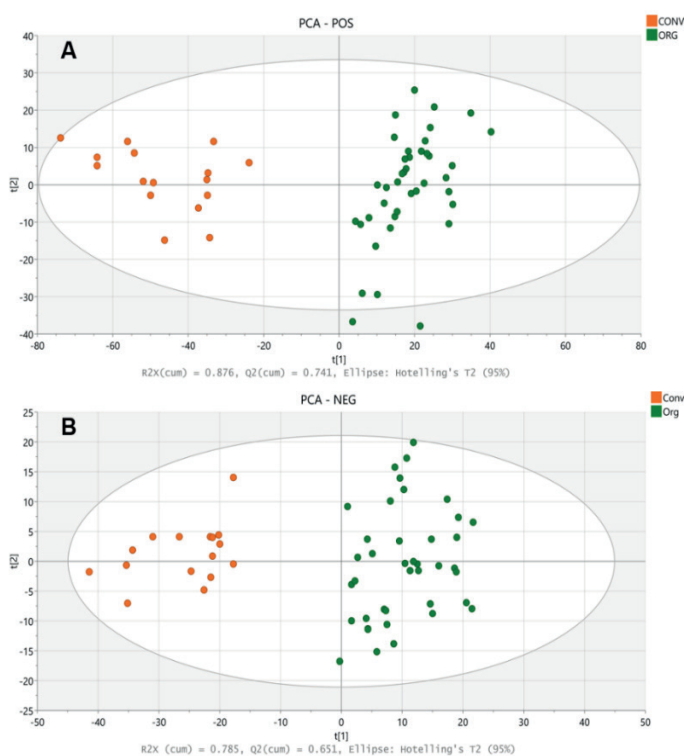 PCA - POS
CONV
ORG
A
40
30
20
10
0
-10
-20
-30
-40
t[2]
-80
-60
-40
-20
0
20
40
60
80
t[1]
R2X(cum) = 0.876, Q2(cum) = 0.741, Ellipse: Hotelling's T2 (95%)
PCA - NEG
Conv
Org
B
25
20
15
10
5
0
-5
-10
-15
-20
-25
t[2]
-50
-40
-30
-20
-10
0
10
20
30
40
50
t[1]
R2X (cum) = 0.785, Q2(cum) = 0.651, Ellipse: Hotelling's T2 (95%)